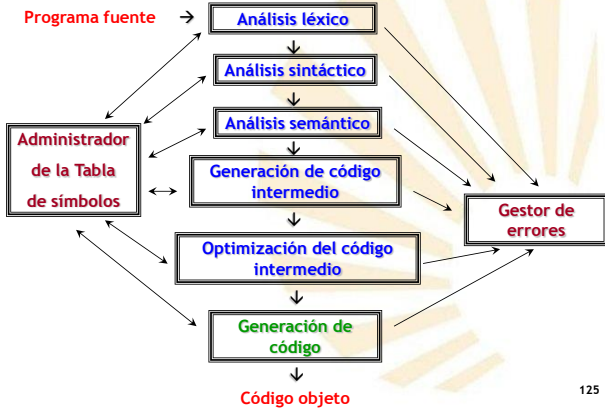 Programa fuente → Análisis léxico
Análisis sintáctico
Análisis semántico
Administrador
de la Tabla
de símbolos
Generación de código
intermedio
Gestor de
errores
Optimización del código
intermedio
Generación de
código
Código objeto
125